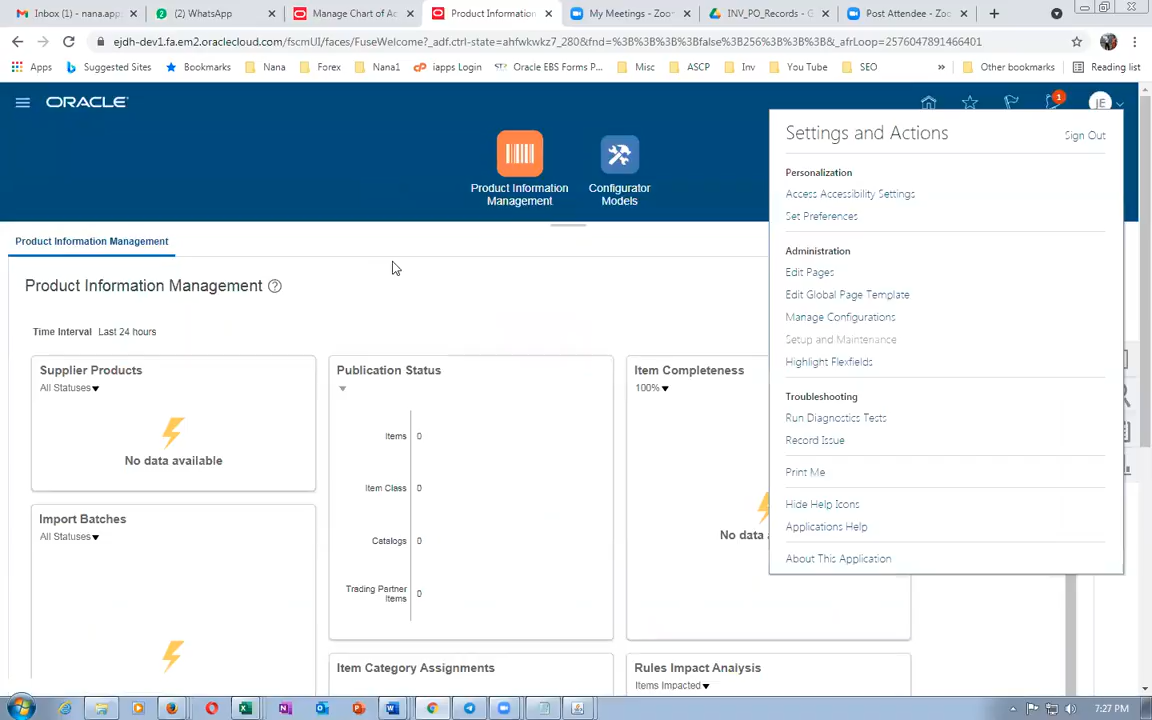 Inbox (13) - nana.app
(2) WhatsApp
Manage Chart of Ac
Product Information
My Meetings - Zoo
INV_PO_Records - G
Post Attendee - Zoo
ejdh-dev1.fa.em2.oraclecloud.com/fscmUI/faces/FuseWelcome?_adf.ctrl-state=ahfwkwkz7_280&fnd=%3B%3B%3B%3Bfalse%3B256%3B%3B%3B&_afrLoop=2576047891466401
Apps
Suggested Sites
Bookmarks
Nana
Forex
Nana1
iapps Login
Oracle EBS Forms P...
Misc
ASCP
Inv
You Tube
SEO
»
Other bookmarks
Reading list
ORACLE
1
JE
Product Information
Management
Configurator
Models
Settings and Actions
Sign Out
Personalization
Access Accessibility Settings
Set Preferences
Administration
Edit Pages
Edit Global Page Template
Manage Configurations
Setup and Maintenance
Highlight Flexfields
Troubleshooting
Run Diagnostics Tests
Record Issue
Print Me
Hide Help Icons
Applications Help
About This Application
Product Information Management
Product Information Management
Time Interval Last 24 hours
Supplier Products
All Statuses
No data available
Publication Status
Items 0
Item Class 0
Catalogs 0
Trading Partner
Items 0
Item Completeness
100%
No data a
Import Batches
All Statuses
Item Category Assignments
Rules Impact Analysis
Items Impacted
7:27 PM